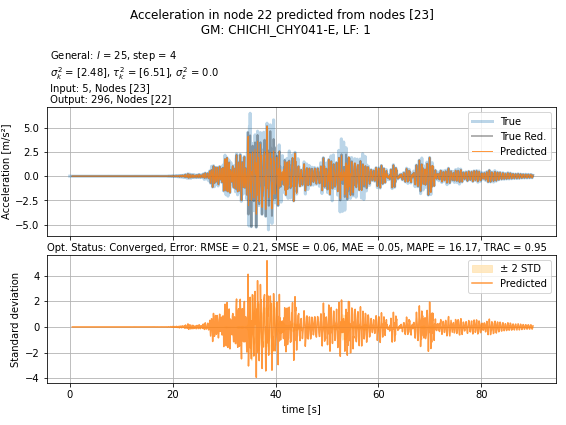 Acceleration in node 22 predicted from nodes [23]
GM: CHICHI_CHY041-E, LF: 1
General: l = 25, step = 4
σ²ₖ = [2.48], τ²ₖ = [6.51], σ²ε = 0.0
Input: 5, Nodes [23]
Output: 296, Nodes [22]
Acceleration [m/s²]
5.0
2.5
0.0
−2.5
−5.0
True
True Red.
Predicted
Opt. Status: Converged, Error: RMSE = 0.21, SMSE = 0.06, MAE = 0.05, MAPE = 16.17, TRAC = 0.95
Standard deviation
4
2
0
−2
−4
± 2 STD
Predicted
0 20 40 60 80
time [s]